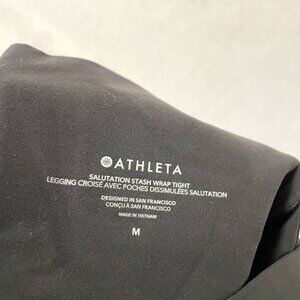 ATHLETA
SALUTATION STASH WRAP TIGHT
LEGGING CROISÉ AVEC POCHES DISSIMULÉES SALUTATION
DESIGNED IN SAN FRANCISCO
CONÇU À SAN FRANCISCO
MADE IN VIETNAM
M